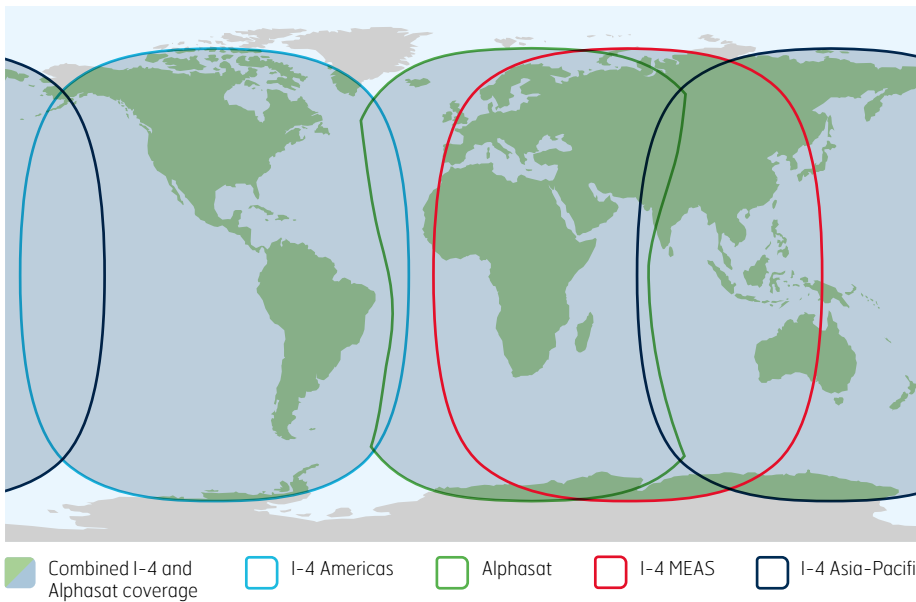 Combined I-4 and
Alphasat coverage
I-4 Americas
Alphasat
I-4 MEAS
I-4 Asia-Pacifi